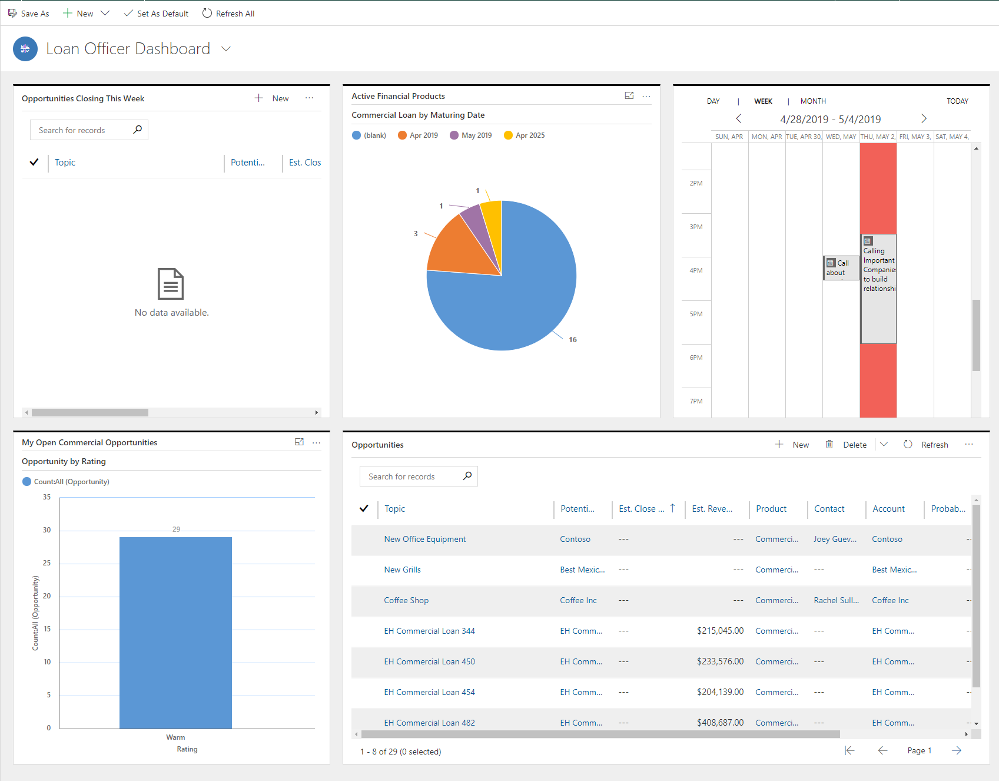 Save As New Set As Default Refresh All
Loan Officer Dashboard
Opportunities Closing This Week New ...
Search for records
Topic Potenti... Est. Clos
No data available.
Active Financial Products ...
Commercial Loan by Maturing Date
(blank) Apr 2019 May 2019 Apr 2025
1
1
3
16
DAY | WEEK | MONTH TODAY
4/28/2019 - 5/4/2019
SUN, APR MON, APR TUE, APR 30, WED, MAY THU, MAY 2, FRI, MAY 3, SAT, MAY 4,
2PM
3PM
4PM
5PM
6PM
7PM
Call
about
Calling
Important
Companies
to build
relationshi
My Open Commercial Opportunities ...
Opportunity by Rating
Count:All (Opportunity)
35
30
25
20
15
10
5
0
Count:All (Opportunity)
29
Warm
Rating
Opportunities New Delete Refresh ...
Search for records
Topic Potenti... Est. Close ... Est. Reve... Product Contact Account Probab...
New Office Equipment Contoso --- --- Commerci... Joey Guev... Contoso --
New Grills Best Mexic... --- --- Commerci... --- Best Mexic... --
Coffee Shop Coffee Inc --- --- Commerci... Rachel Sull... Coffee Inc --
EH Commercial Loan 344 EH Comm... --- $215,045.00 Commerci... --- EH Comm... --
EH Commercial Loan 450 EH Comm... --- $233,576.00 Commerci... --- EH Comm... --
EH Commercial Loan 454 EH Comm... --- $204,139.00 Commerci... --- EH Comm... --
EH Commercial Loan 482 EH Comm... --- $408,687.00 Commerci... --- EH Comm... --
1 - 8 of 29 (0 selected) Page 1